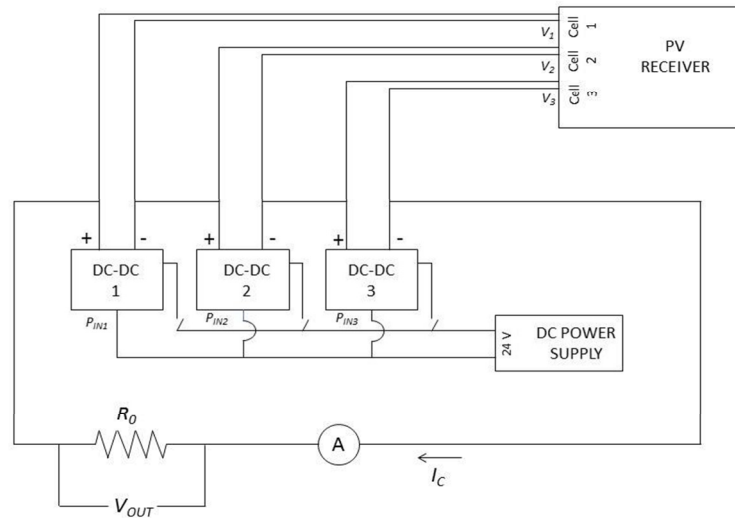 V1
Cell 1
V2
Cell 2
V3
Cell 3
PV
RECEIVER
+ -
+ -
+ -
DC-DC
1
DC-DC
2
DC-DC
3
PIN1
PIN2
PIN3
24 V
DC POWER
SUPPLY
R0
A
IC
VOUT